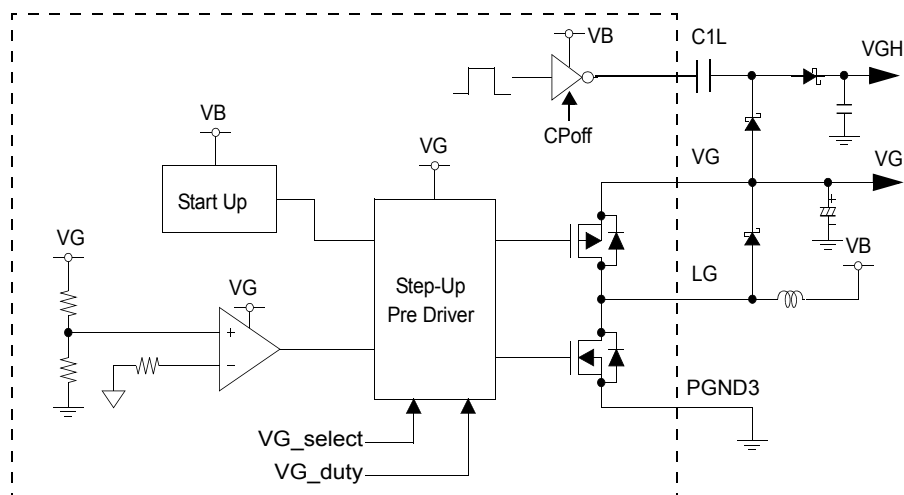 VB
C1L
VGH
CPoff
VB
VG
VG
VG
Start Up
VG
VG
Step-Up
Pre Driver
LG
VB
+
−
+
−
PGND3
VG_select
VG_duty